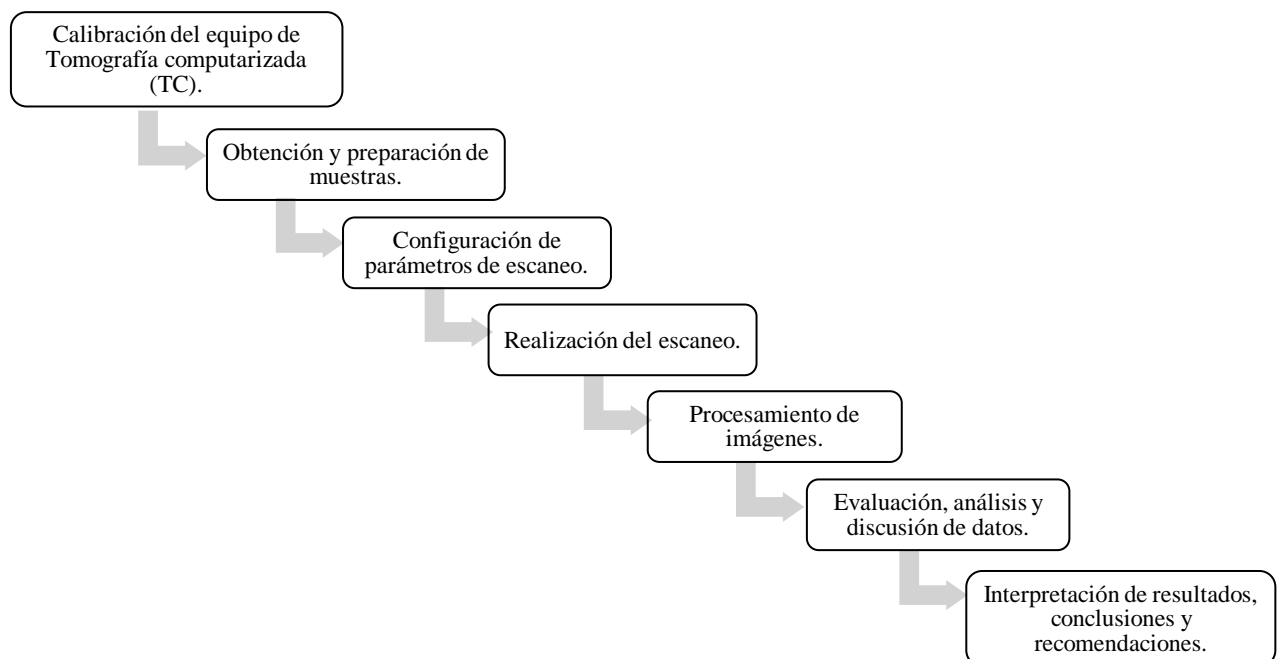 Calibración del equipo de
Tomografía computarizada
(TC).
Obtención y preparación de
muestras.
Configuración de
parámetros de escaneo.
Realización del escaneo.
Procesamiento de
imágenes.
Evaluación, análisis y
discusión de datos.
Interpretación de resultados,
conclusiones y
recomendaciones.